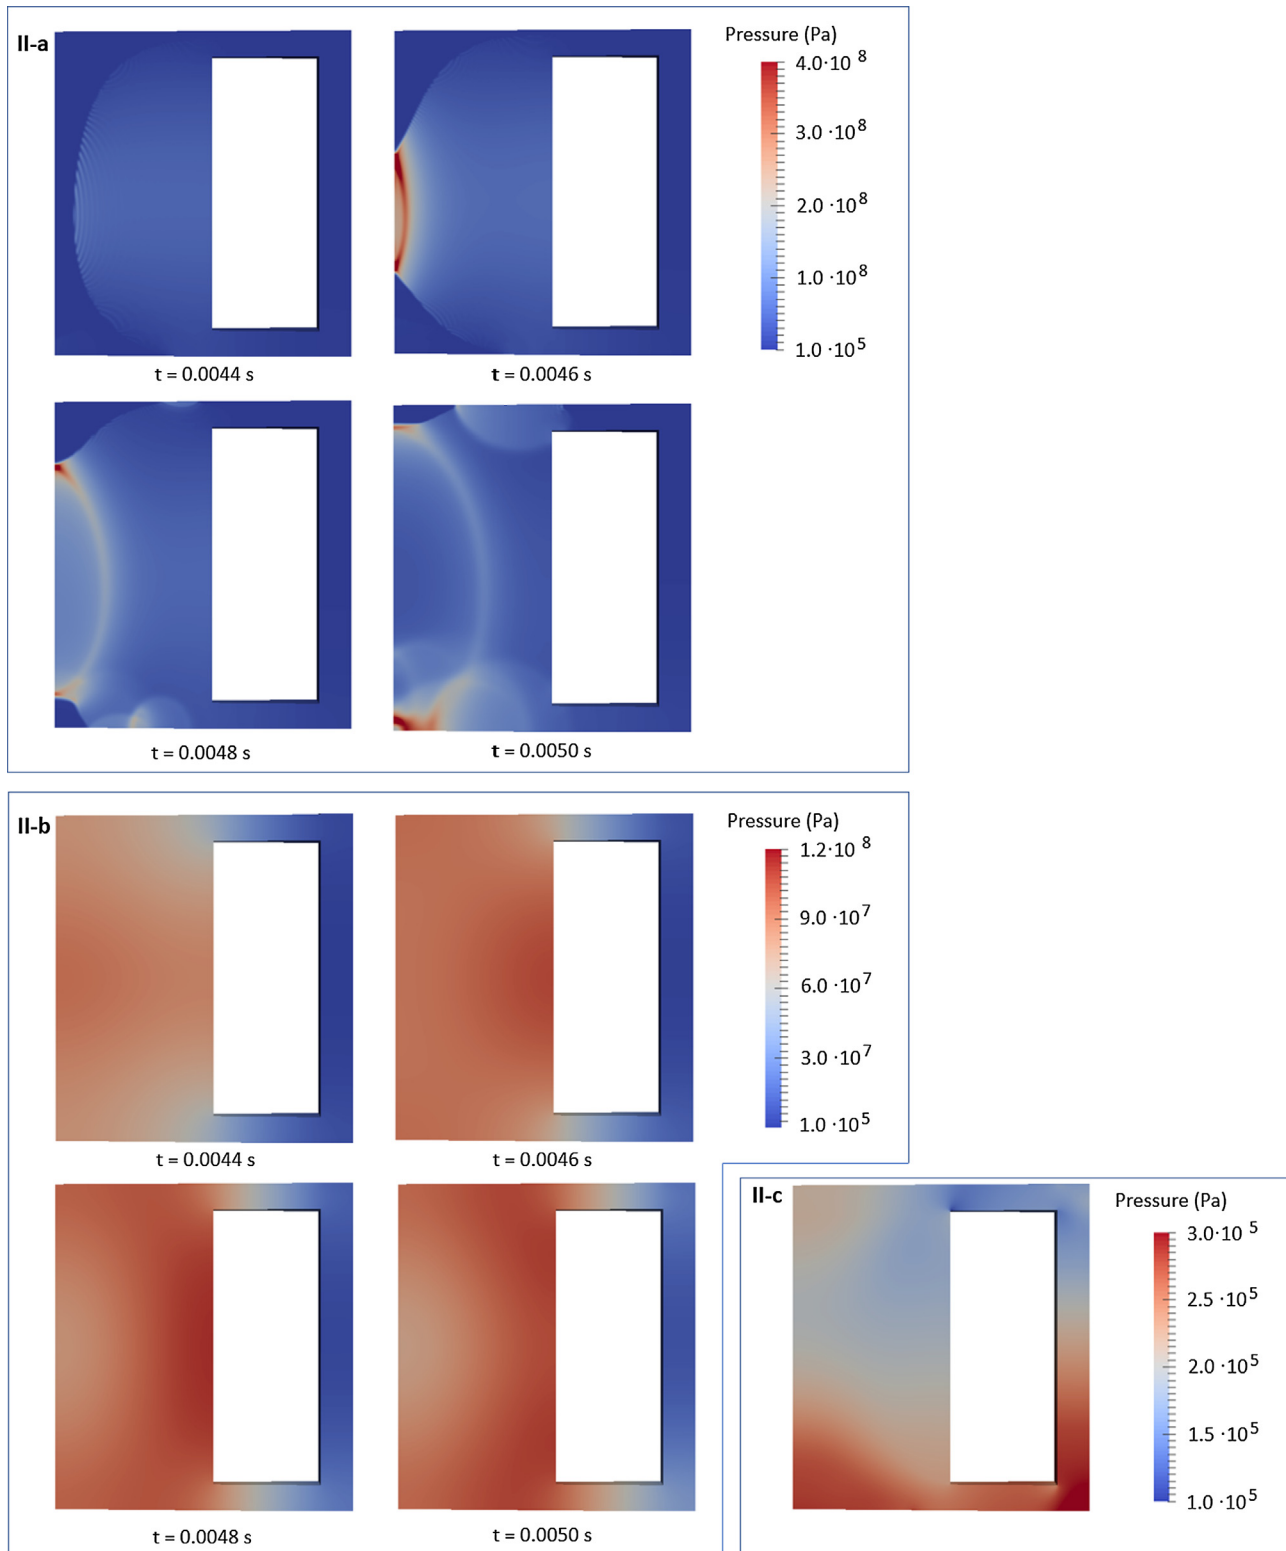 II-a
Pressure (Pa)
4.0·10 8
3.0 ·10 8
2.0 ·10 8
1.0 ·10 8
1.0 ·10 5
t = 0.0044 s
t = 0.0046 s
t = 0.0048 s
t = 0.0050 s
II-b
Pressure (Pa)
1.2·10 8
9.0 ·10 7
6.0 ·10 7
3.0 ·10 7
1.0 ·10 5
t = 0.0044 s
t = 0.0046 s
t = 0.0048 s
t = 0.0050 s
II-c
Pressure (Pa)
3.0·10 5
2.5 ·10 5
2.0 ·10 5
1.5 ·10 5
1.0 ·10 5